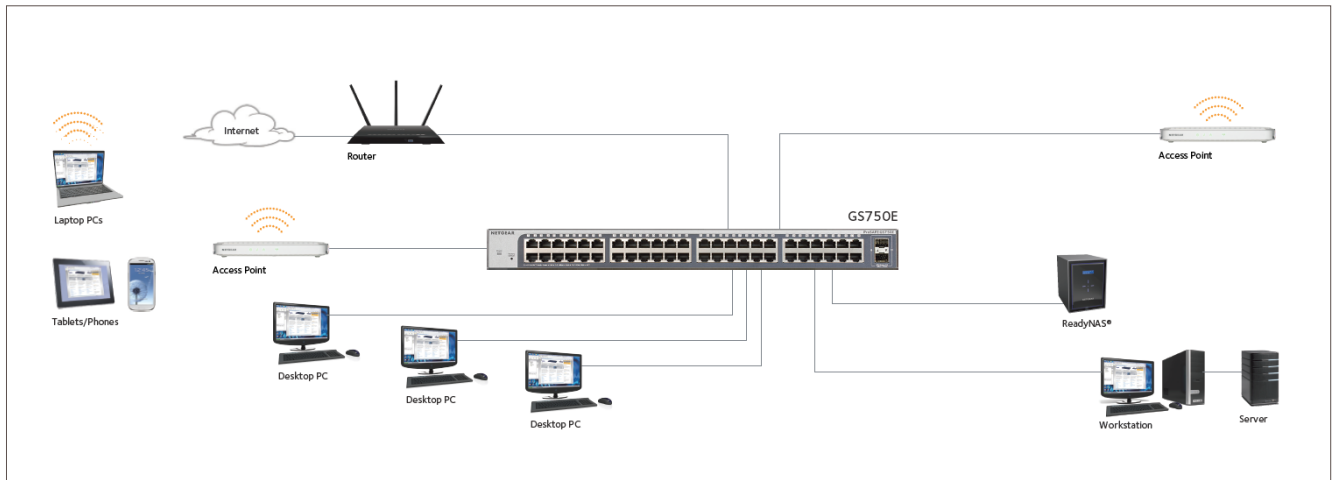 Internet
Router
Access Point
Laptop PCs
GS750E
NETGEAR
Access Point
Tablets/Phones
ReadyNAS®
Desktop PC
Desktop PC
Desktop PC
Workstation
Server